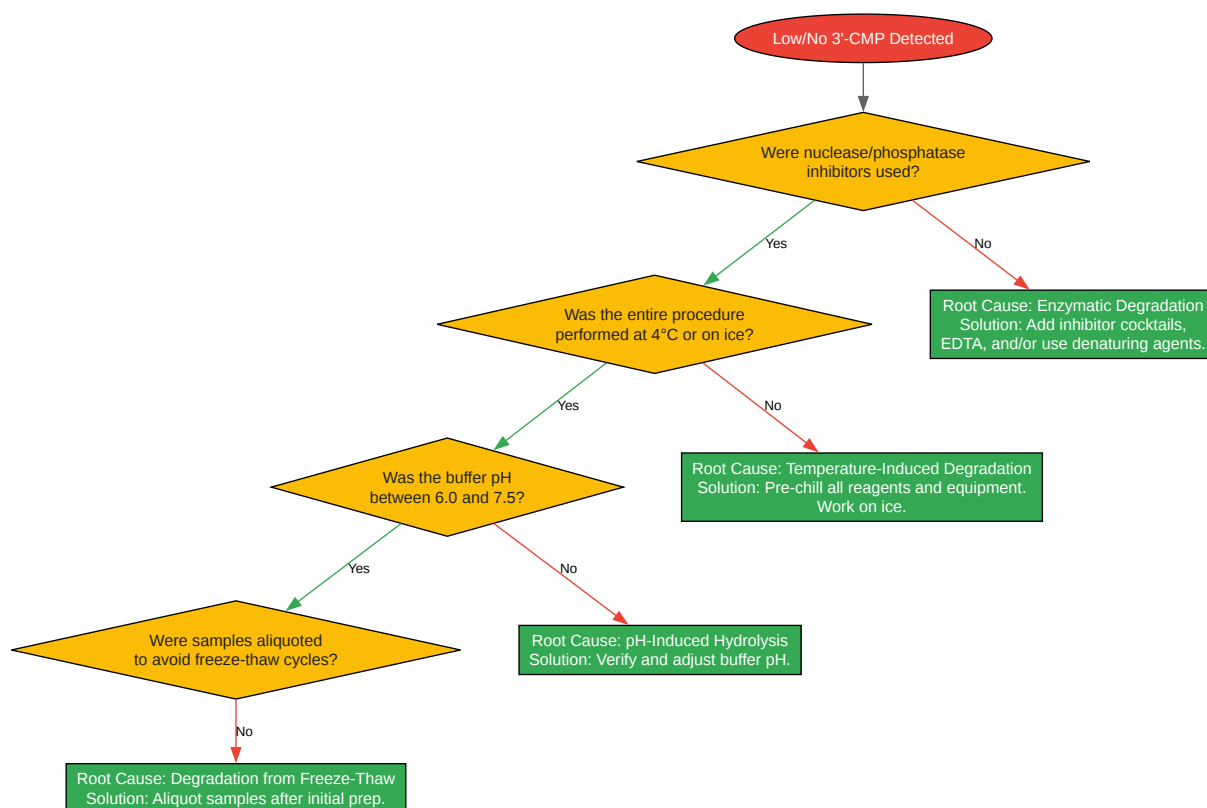 Low/No 3'-CMP Detected
Were nuclease/phosphatase
inhibitors used?
Yes
No
Was the entire procedure
performed at 4°C or on ice?
Root Cause: Enzymatic Degradation
Solution: Add inhibitor cocktails,
EDTA, and/or use denaturing agents.
Yes
No
Was the buffer pH
between 6.0 and 7.5?
Root Cause: Temperature-Induced Degradation
Solution: Pre-chill all reagents and equipment.
Work on ice.
Yes
No
Were samples aliquoted
to avoid freeze-thaw cycles?
Root Cause: pH-Induced Hydrolysis
Solution: Verify and adjust buffer pH.
No
Root Cause: Degradation from Freeze-Thaw
Solution: Aliquot samples after initial prep.